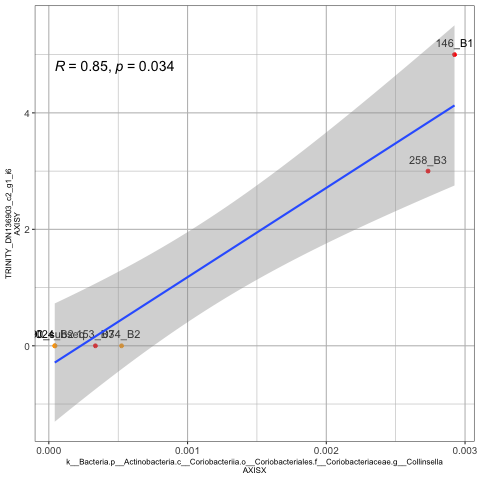 146_B1
R = 0.85, p = 0.034
4
258_B3
2
TRINITY_DN136903_c2_g1_i6
AXISY
074_B2
0
0.000
0.001
0.002
0.003
k__Bacteria.p__Actinobacteria.c__Coriobacteriia.o__Coriobacteriales.f__Coriobacteriaceae.g__Collinsella
AXISX